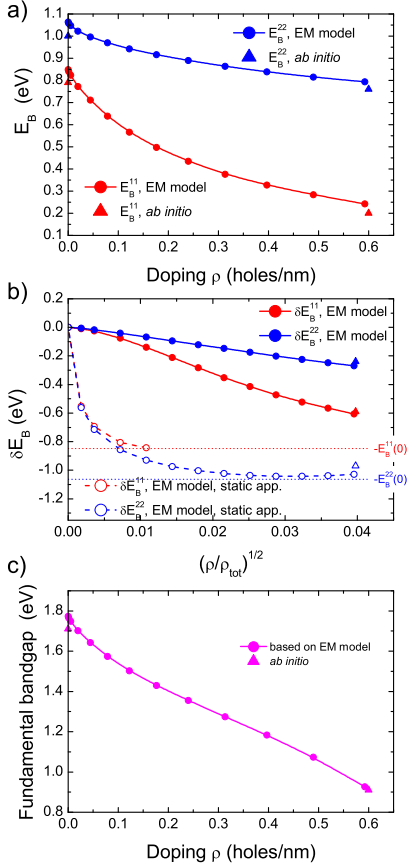 a)
1.1
1.0
0.9
0.8
0.7
0.6
0.5
0.4
0.3
0.2
0.1
E_B (eV)
E_B^22, EM model
E_B^22, ab initio
E_B^11, EM model
E_B^11, ab initio
0.0 0.1 0.2 0.3 0.4 0.5 0.6
Doping ρ (holes/nm)
b)
0.2
0.0
-0.2
-0.4
-0.6
-0.8
-1.0
-1.2
δE_B (eV)
δE_B^11, EM model
δE_B^22, EM model
-E_B^11(0)
-E_B^22(0)
δE_B^11, EM model, static app.
δE_B^22, EM model, static app.
0.00 0.01 0.02 0.03 0.04
(ρ/ρ_tot)^1/2
c)
1.8
1.6
1.4
1.2
1.0
0.8
Fundamental bandgap (eV)
based on EM model
ab initio
0.0 0.1 0.2 0.3 0.4 0.5 0.6
Doping ρ (holes/nm)